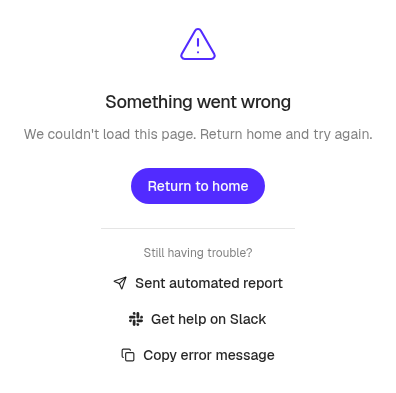 Something went wrong
We couldn't load this page. Return home and try again.
Return to home
Still having trouble?
Sent automated report
Get help on Slack
Copy error message